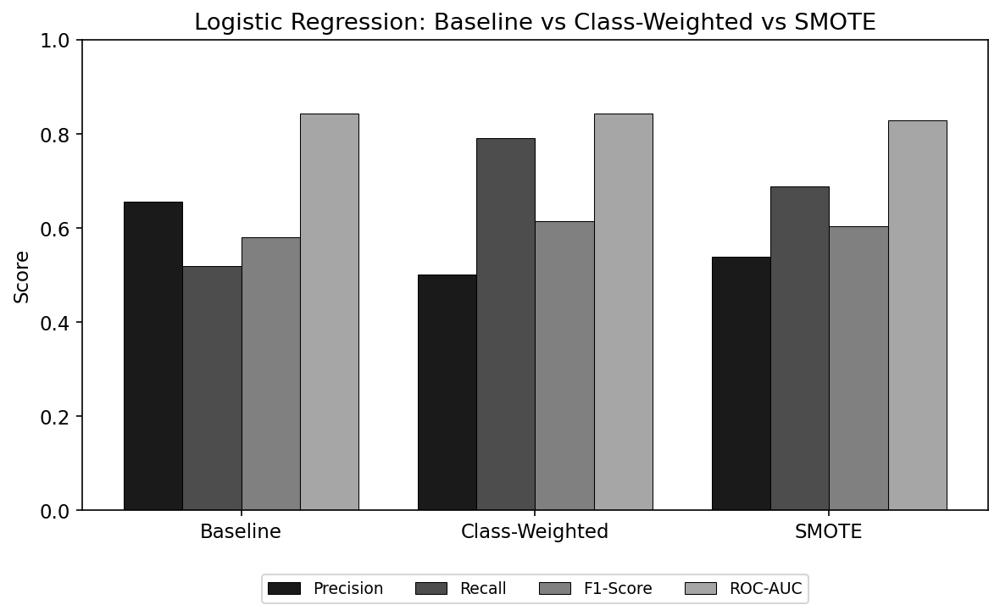 Logistic Regression: Baseline vs Class-Weighted vs SMOTE
1.0
0.8
0.6
0.4
0.2
0.0
Score
Baseline Class-Weighted SMOTE
Precision Recall F1-Score ROC-AUC